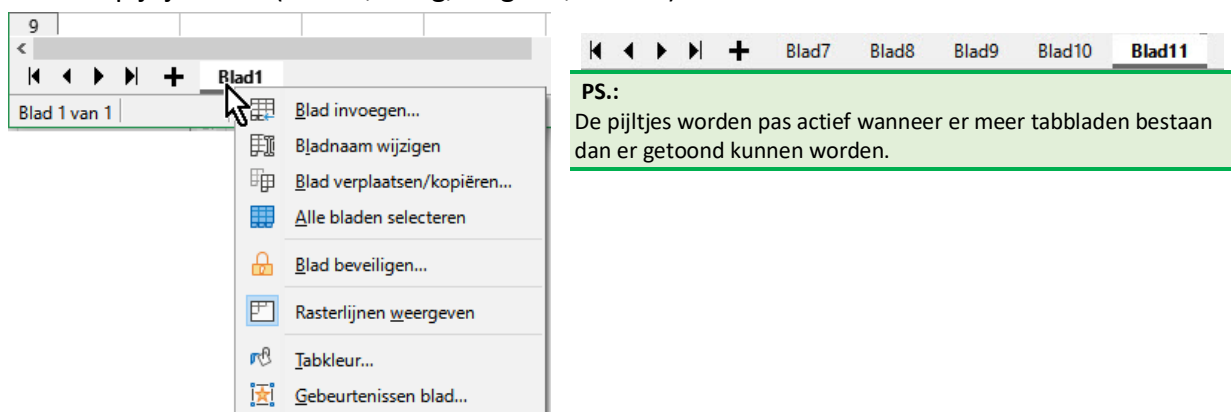 9
Blad1
Blad 1 van 1
Blad invoegen...
Bladnaam wijzigen
Blad verplaatsen/kopiëren...
Alle bladen selecteren
Blad beveiligen...
Rasterlijnen weergeven
Tabkleur...
Gebeurtenissen blad...
Blad7 Blad8 Blad9 Blad10 Blad11
PS.:
De pijltjes worden pas actief wanneer er meer tabbladen bestaan
dan er getoond kunnen worden.